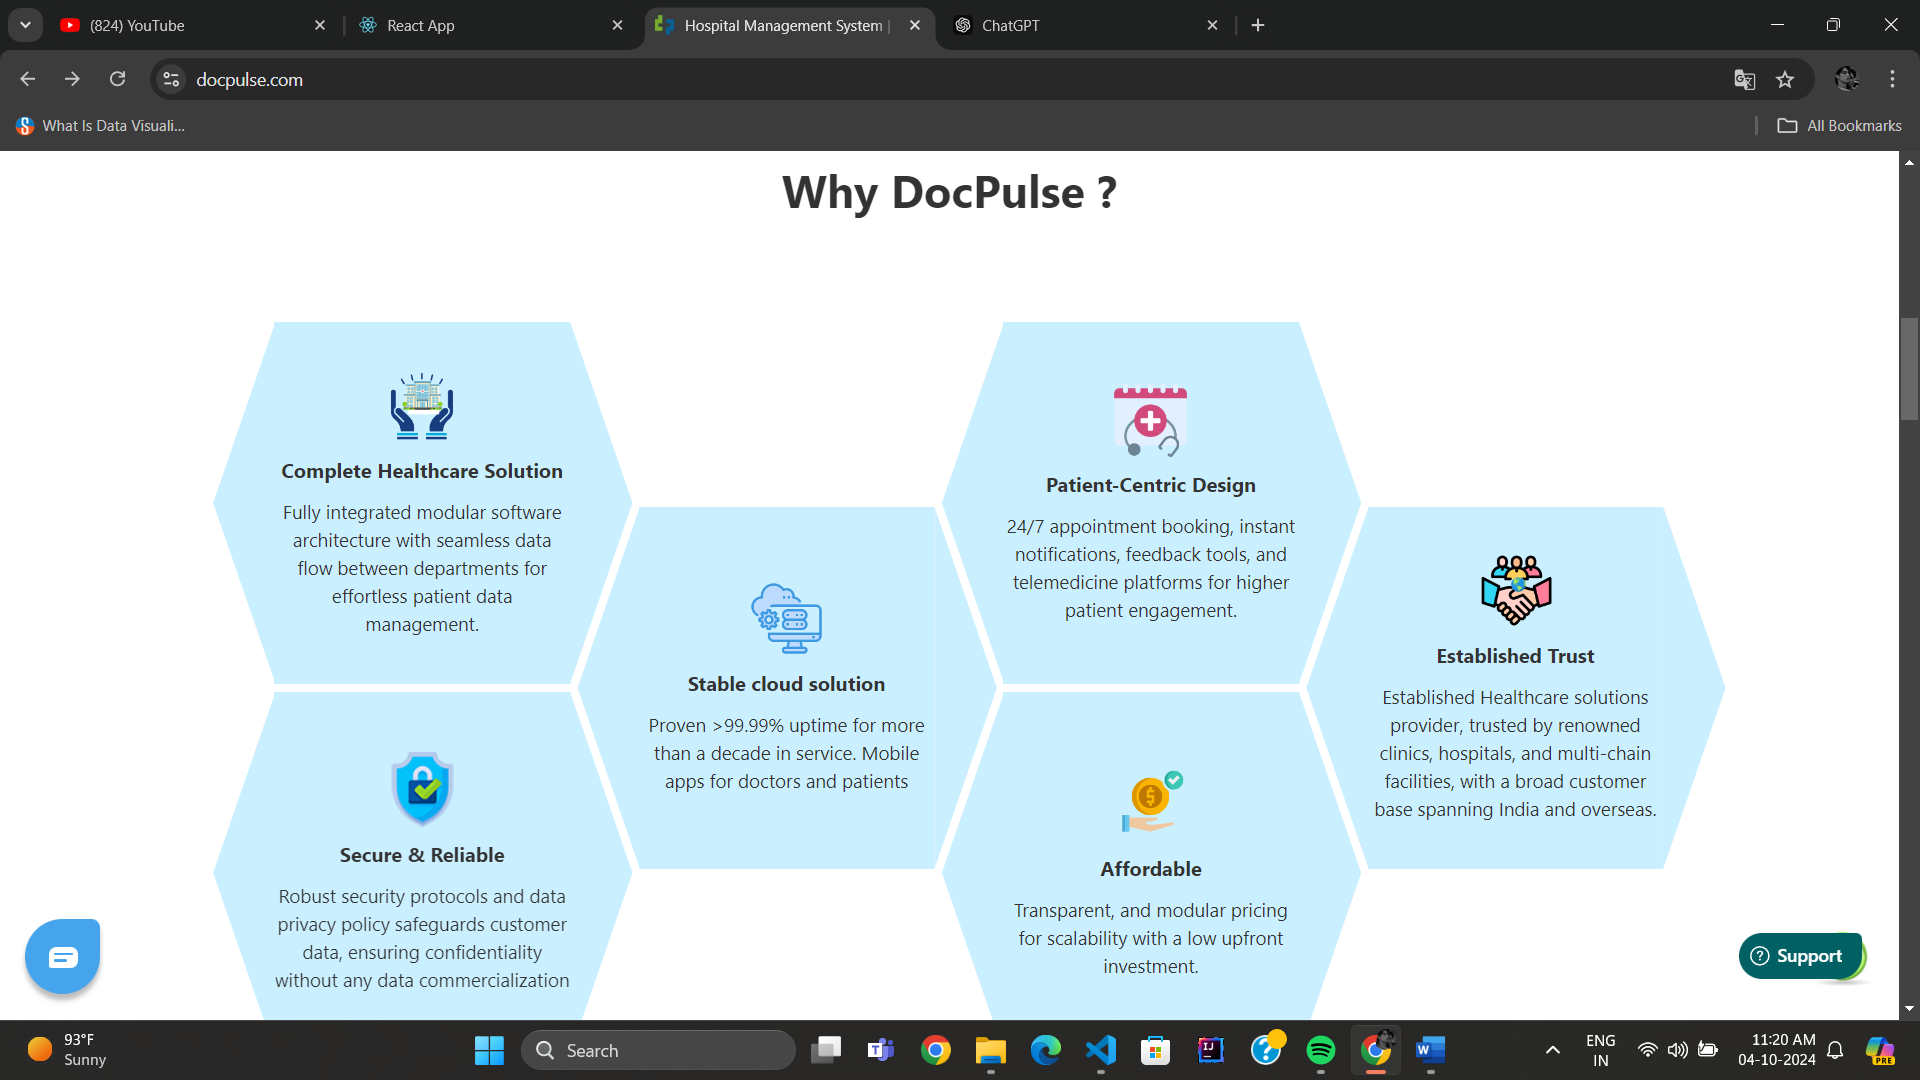 (824) YouTube
React App
Hospital Management System |
ChatGPT
docpulse.com
What Is Data Visuali...
All Bookmarks
Why DocPulse ?
Complete Healthcare Solution
Fully integrated modular software
architecture with seamless data
flow between departments for
effortless patient data
management.
Patient-Centric Design
24/7 appointment booking, instant
notifications, feedback tools, and
telemedicine platforms for higher
patient engagement.
Stable cloud solution
Proven >99.99% uptime for more
than a decade in service. Mobile
apps for doctors and patients
Established Trust
Established Healthcare solutions
provider, trusted by renowned
clinics, hospitals, and multi-chain
facilities, with a broad customer
base spanning India and overseas.
Secure & Reliable
Robust security protocols and data
privacy policy safeguards customer
data, ensuring confidentiality
without any data commercialization
Affordable
Transparent, and modular pricing
for scalability with a low upfront
investment.
Support
93°F
Sunny
Search
ENG
IN
11:20 AM
04-10-2024
PRE